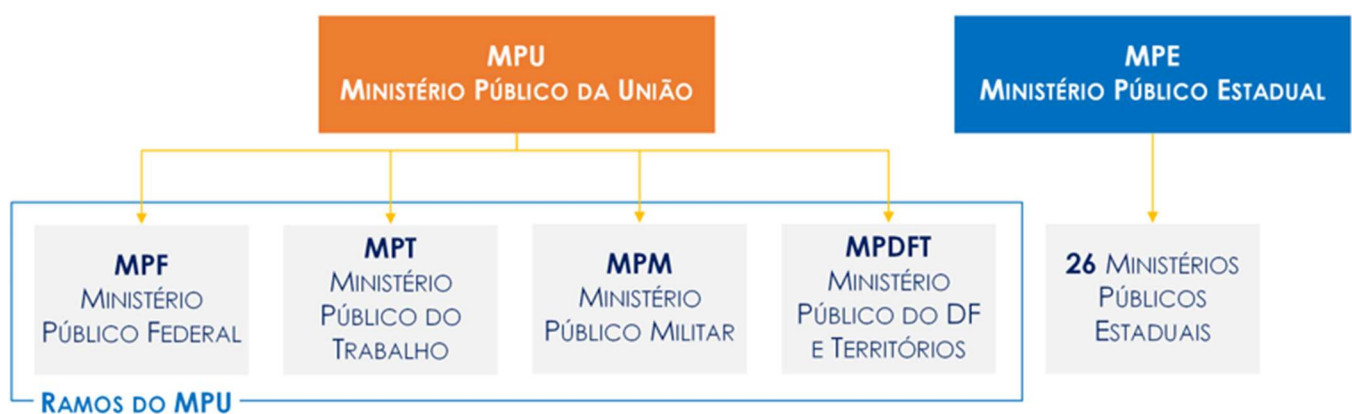 MPU
MINISTÉRIO PÚBLICO DA UNIÃO
MPE
MINISTÉRIO PÚBLICO ESTADUAL
MPF
MINISTÉRIO
PÚBLICO FEDERAL
MPT
MINISTÉRIO
PÚBLICO DO
TRABALHO
MPM
MINISTÉRIO
PÚBLICO MILITAR
MPDFT
MINISTÉRIO
PÚBLICO DO DF
E TERRITÓRIOS
26 MINISTÉRIOS
PÚBLICOS
ESTADUAIS
RAMOS DO MPU